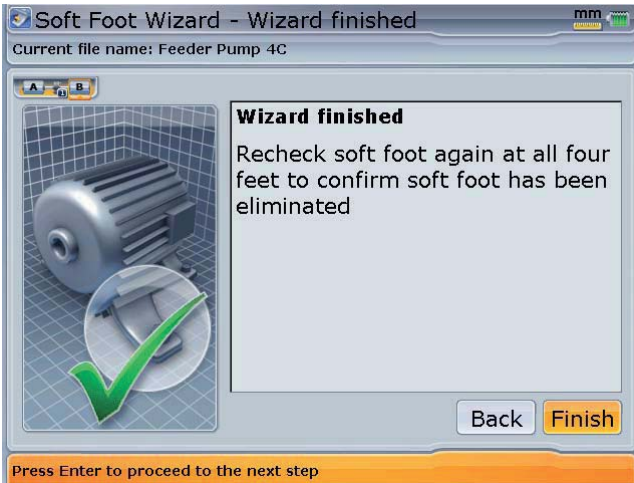 Soft Foot Wizard - Wizard finished
mm
Current file name: Feeder Pump 4C
A B
Wizard finished
Recheck soft foot again at all four
feet to confirm soft foot has been
eliminated
Back Finish
Press Enter to proceed to the next step